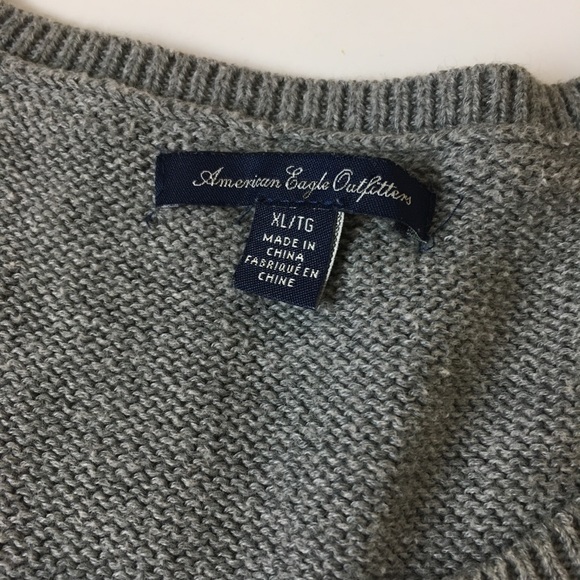 American Eagle Outfitters
XL/TG
MADE IN
CHINA
FABRIQUÉ EN
CHINE